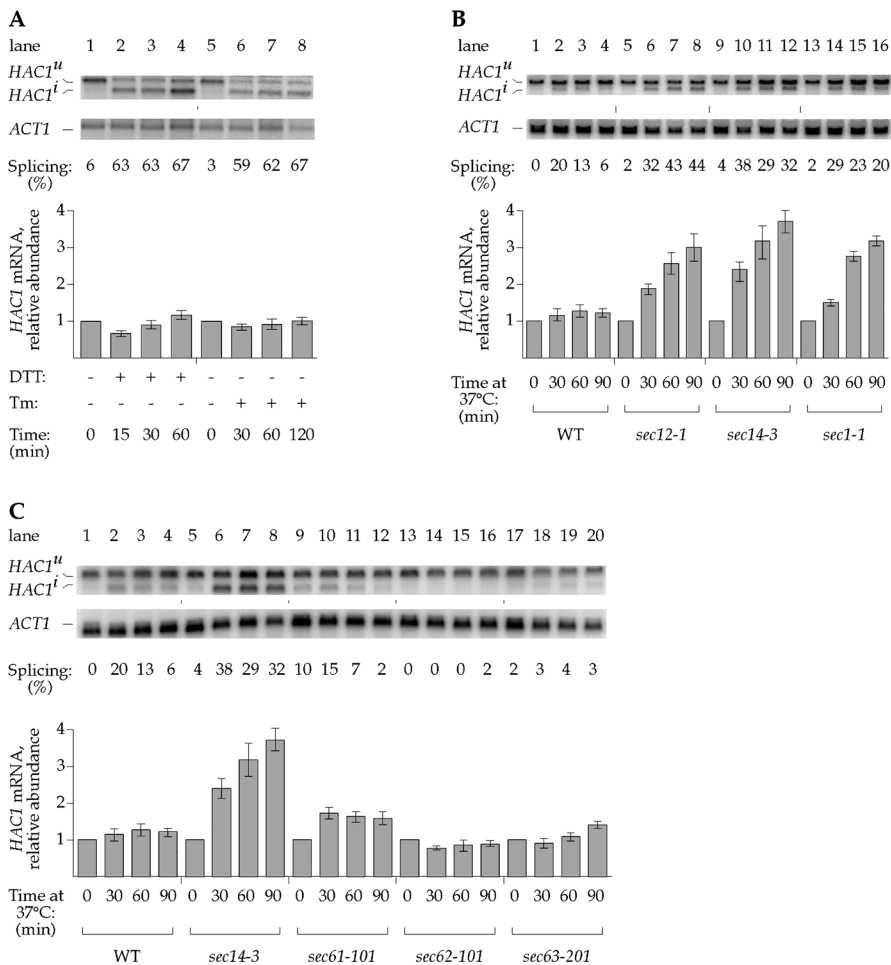 A
lane 1 2 3 4 5 6 7 8
HAC1u
HAC1i
ACT1
Splicing: 6 63 63 67 3 59 62 67
(%)
HAC1 mRNA,
relative abundance
4
3
2
1
DTT: - + + + - - - -
Tm: - - - - - + + +
Time: 0 15 30 60 0 30 60 120
(min)
B
lane 1 2 3 4 5 6 7 8 9 10 11 12 13 14 15 16
HAC1u
HAC1i
ACT1
Splicing: 0 20 13 6 2 32 43 44 4 38 29 32 2 29 23 20
(%)
HAC1 mRNA,
relative abundance
4
3
2
1
Time at 0 30 60 90 0 30 60 90 0 30 60 90 0 30 60 90
37°C:
(min)
WT sec12-1 sec14-3 sec1-1
C
lane 1 2 3 4 5 6 7 8 9 10 11 12 13 14 15 16 17 18 19 20
HAC1u
HAC1i
ACT1
Splicing: 0 20 13 6 4 38 29 32 10 15 7 2 0 0 0 2 2 3 4 3
(%)
HAC1 mRNA,
relative abundance
4
3
2
1
Time at 0 30 60 90 0 30 60 90 0 30 60 90 0 30 60 90 0 30 60 90
37°C:
(min)
WT sec14-3 sec61-101 sec62-101 sec63-201